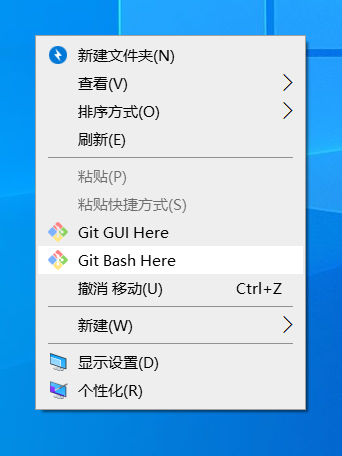 新建文件夹(N)
查看(V)
排序方式(O)
刷新(E)
粘贴(P)
粘贴快捷方式(S)
Git GUI Here
Git Bash Here
撤消 移动(U) Ctrl+Z
新建(W)
显示设置(D)
个性化(R)